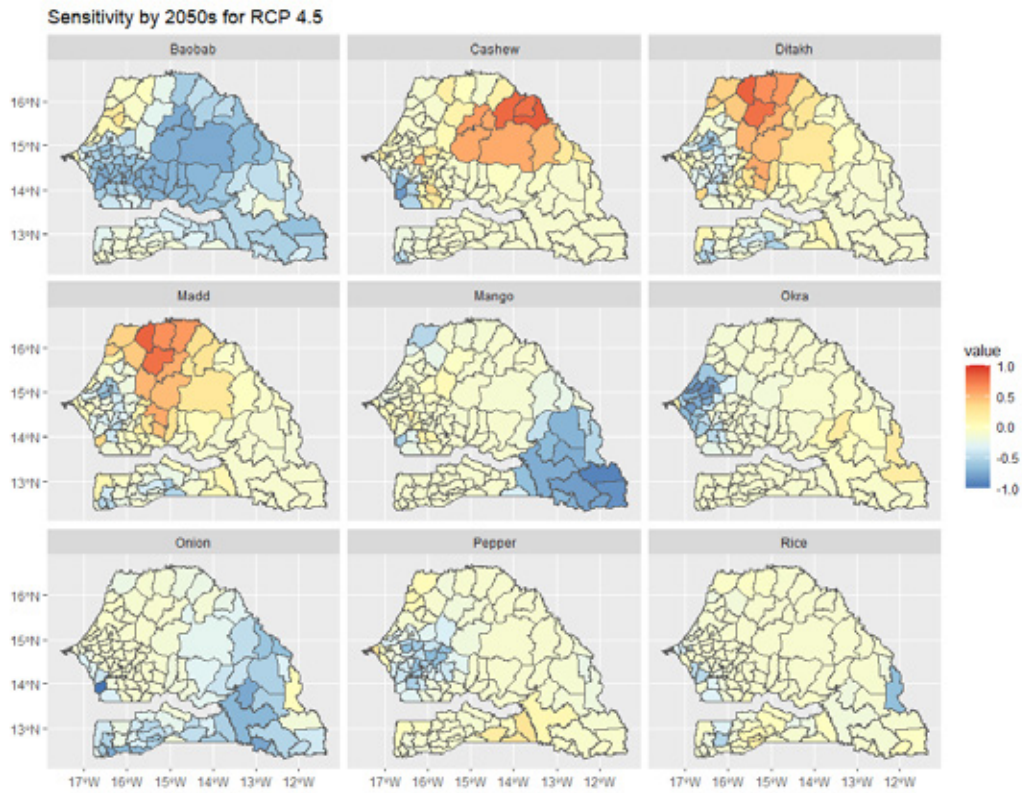 Sensitivity by 2050s for RCP 4.5
Baobab Cashew Ditakh
16°N
15°N
14°N
13°N
Madd Mango Okra
16°N
15°N
14°N
13°N
value
1.0
0.5
0.0
-0.5
-1.0
Onion Pepper Rice
16°N
15°N
14°N
13°N
17°W 16°W 15°W 14°W 13°W 12°W 17°W 16°W 15°W 14°W 13°W 12°W 17°W 16°W 15°W 14°W 13°W 12°W